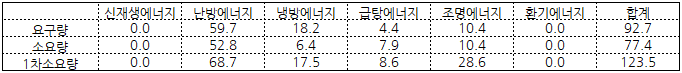 신재생에너지 난방에너지 냉방에너지 급탕에너지 조명에너지 환기에너지 합계
요구량 0.0 59.7 18.2 4.4 10.4 0.0 92.7
소요량 0.0 52.8 6.4 7.9 10.4 0.0 77.4
1차소요량 0.0 68.7 17.5 8.6 28.6 0.0 123.5